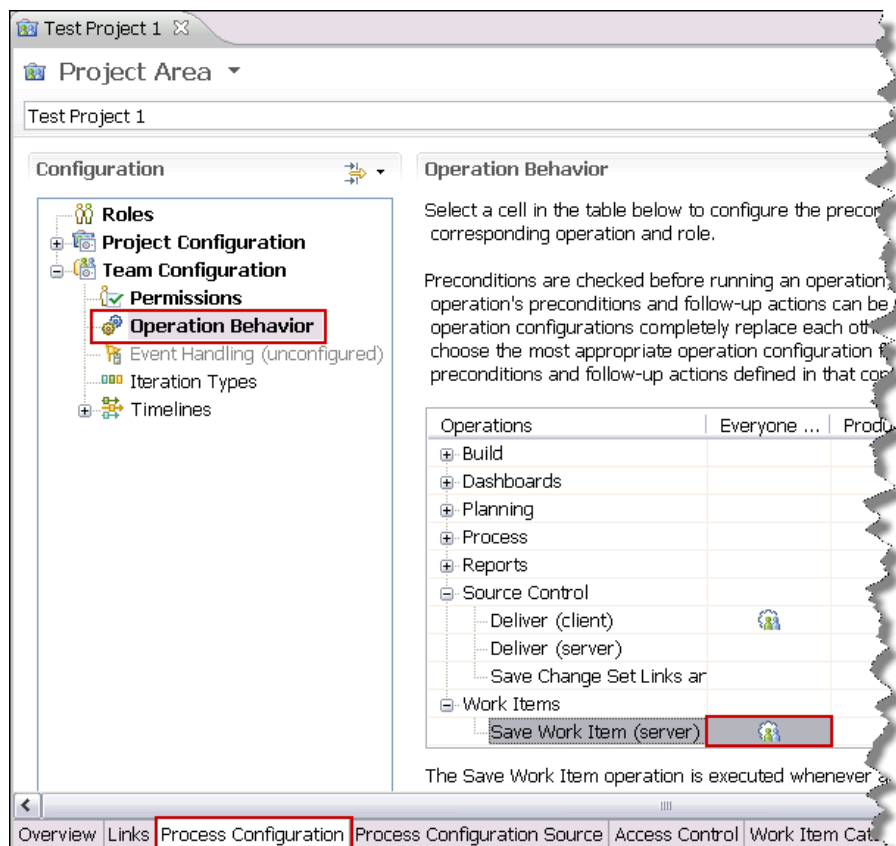 Test Project 1
Project Area
Test Project 1
Configuration
Roles
Project Configuration
Team Configuration
Permissions
Operation Behavior
Event Handling (unconfigured)
Iteration Types
Timelines
Operation Behavior
Select a cell in the table below to configure the
corresponding operation and role.
Preconditions are checked before running an operation.
operation's preconditions and follow-up actions can be
operation configurations completely replace each
choose the most appropriate operation configuration
preconditions and follow-up actions defined in that
Operations Everyone ...
Build
Dashboards
Planning
Process
Reports
Source Control
Deliver (client)
Deliver (server)
Save Change Set Links ar
Work Items
Save Work Item (server)
The Save Work Item operation is executed whenever
Overview Links Process Configuration Process Configuration Source Access Control Work Item